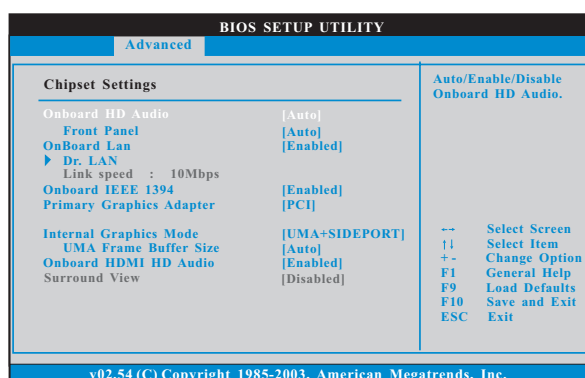 BIOS SETUP UTILITY
Advanced
Chipset Settings
Onboard HD Audio [Auto]
Front Panel [Auto]
OnBoard Lan [Enabled]
Dr. LAN
Link speed : 10Mbps
Onboard IEEE 1394 [Enabled]
Primary Graphics Adapter [PCI]
Internal Graphics Mode [UMA+SIDEPORT]
UMA Frame Buffer Size [Auto]
Onboard HDMI HD Audio [Enabled]
Surround View [Disabled]
Auto/Enable/Disable
Onboard HD Audio.
↔ Select Screen
↑↓ Select Item
+- Change Option
F1 General Help
F9 Load Defaults
F10 Save and Exit
ESC Exit
v02.54 (C) Copyright 1985-2003, American Megatrends, Inc.